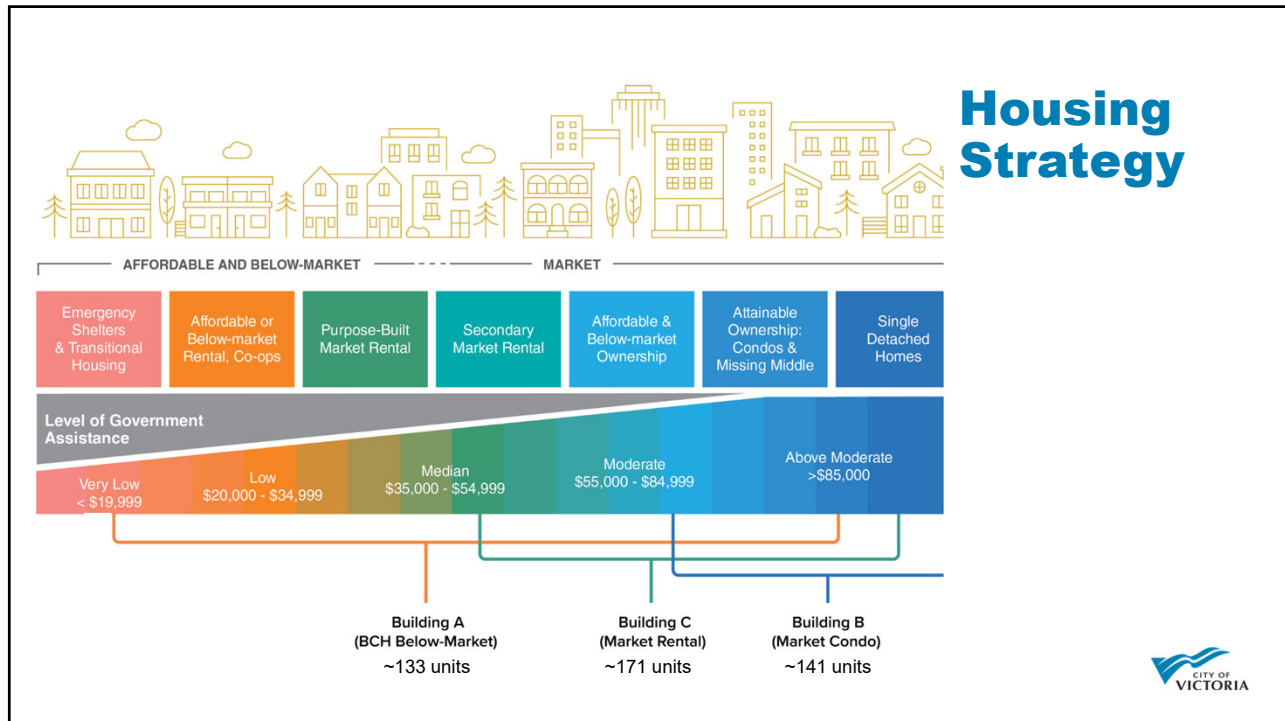 Housing
Strategy
AFFORDABLE AND BELOW-MARKET
MARKET
Emergency
Shelters
& Transitional
Housing
Affordable or
Below-market
Rental, Co-ops
Purpose-Built
Market Rental
Secondary
Market Rental
Affordable &
Below-market
Ownership
Attainable
Ownership:
Condos &
Missing Middle
Single
Detached
Homes
Level of Government
Assistance
Very Low
< $19,999
Low
$20,000 - $34,999
Median
$35,000 - $54,999
Moderate
$55,000 - $84,999
Above Moderate
>$85,000
Building A
(BCH Below-Market)
~133 units
Building C
(Market Rental)
~171 units
Building B
(Market Condo)
~141 units
CITY OF
VICTORIA